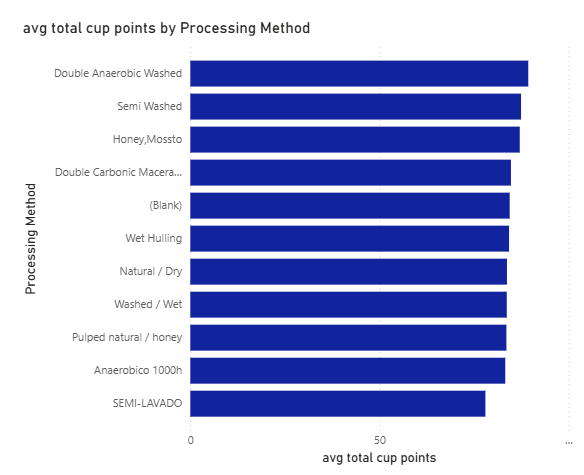 avg total cup points by Processing Method
Processing Method
Double Anaerobic Washed
Semi Washed
Honey,Mossto
Double Carbonic Macera...
(Blank)
Wet Hulling
Natural / Dry
Washed / Wet
Pulped natural / honey
Anaerobico 1000h
SEMI-LAVADO
0 50 ...
avg total cup points